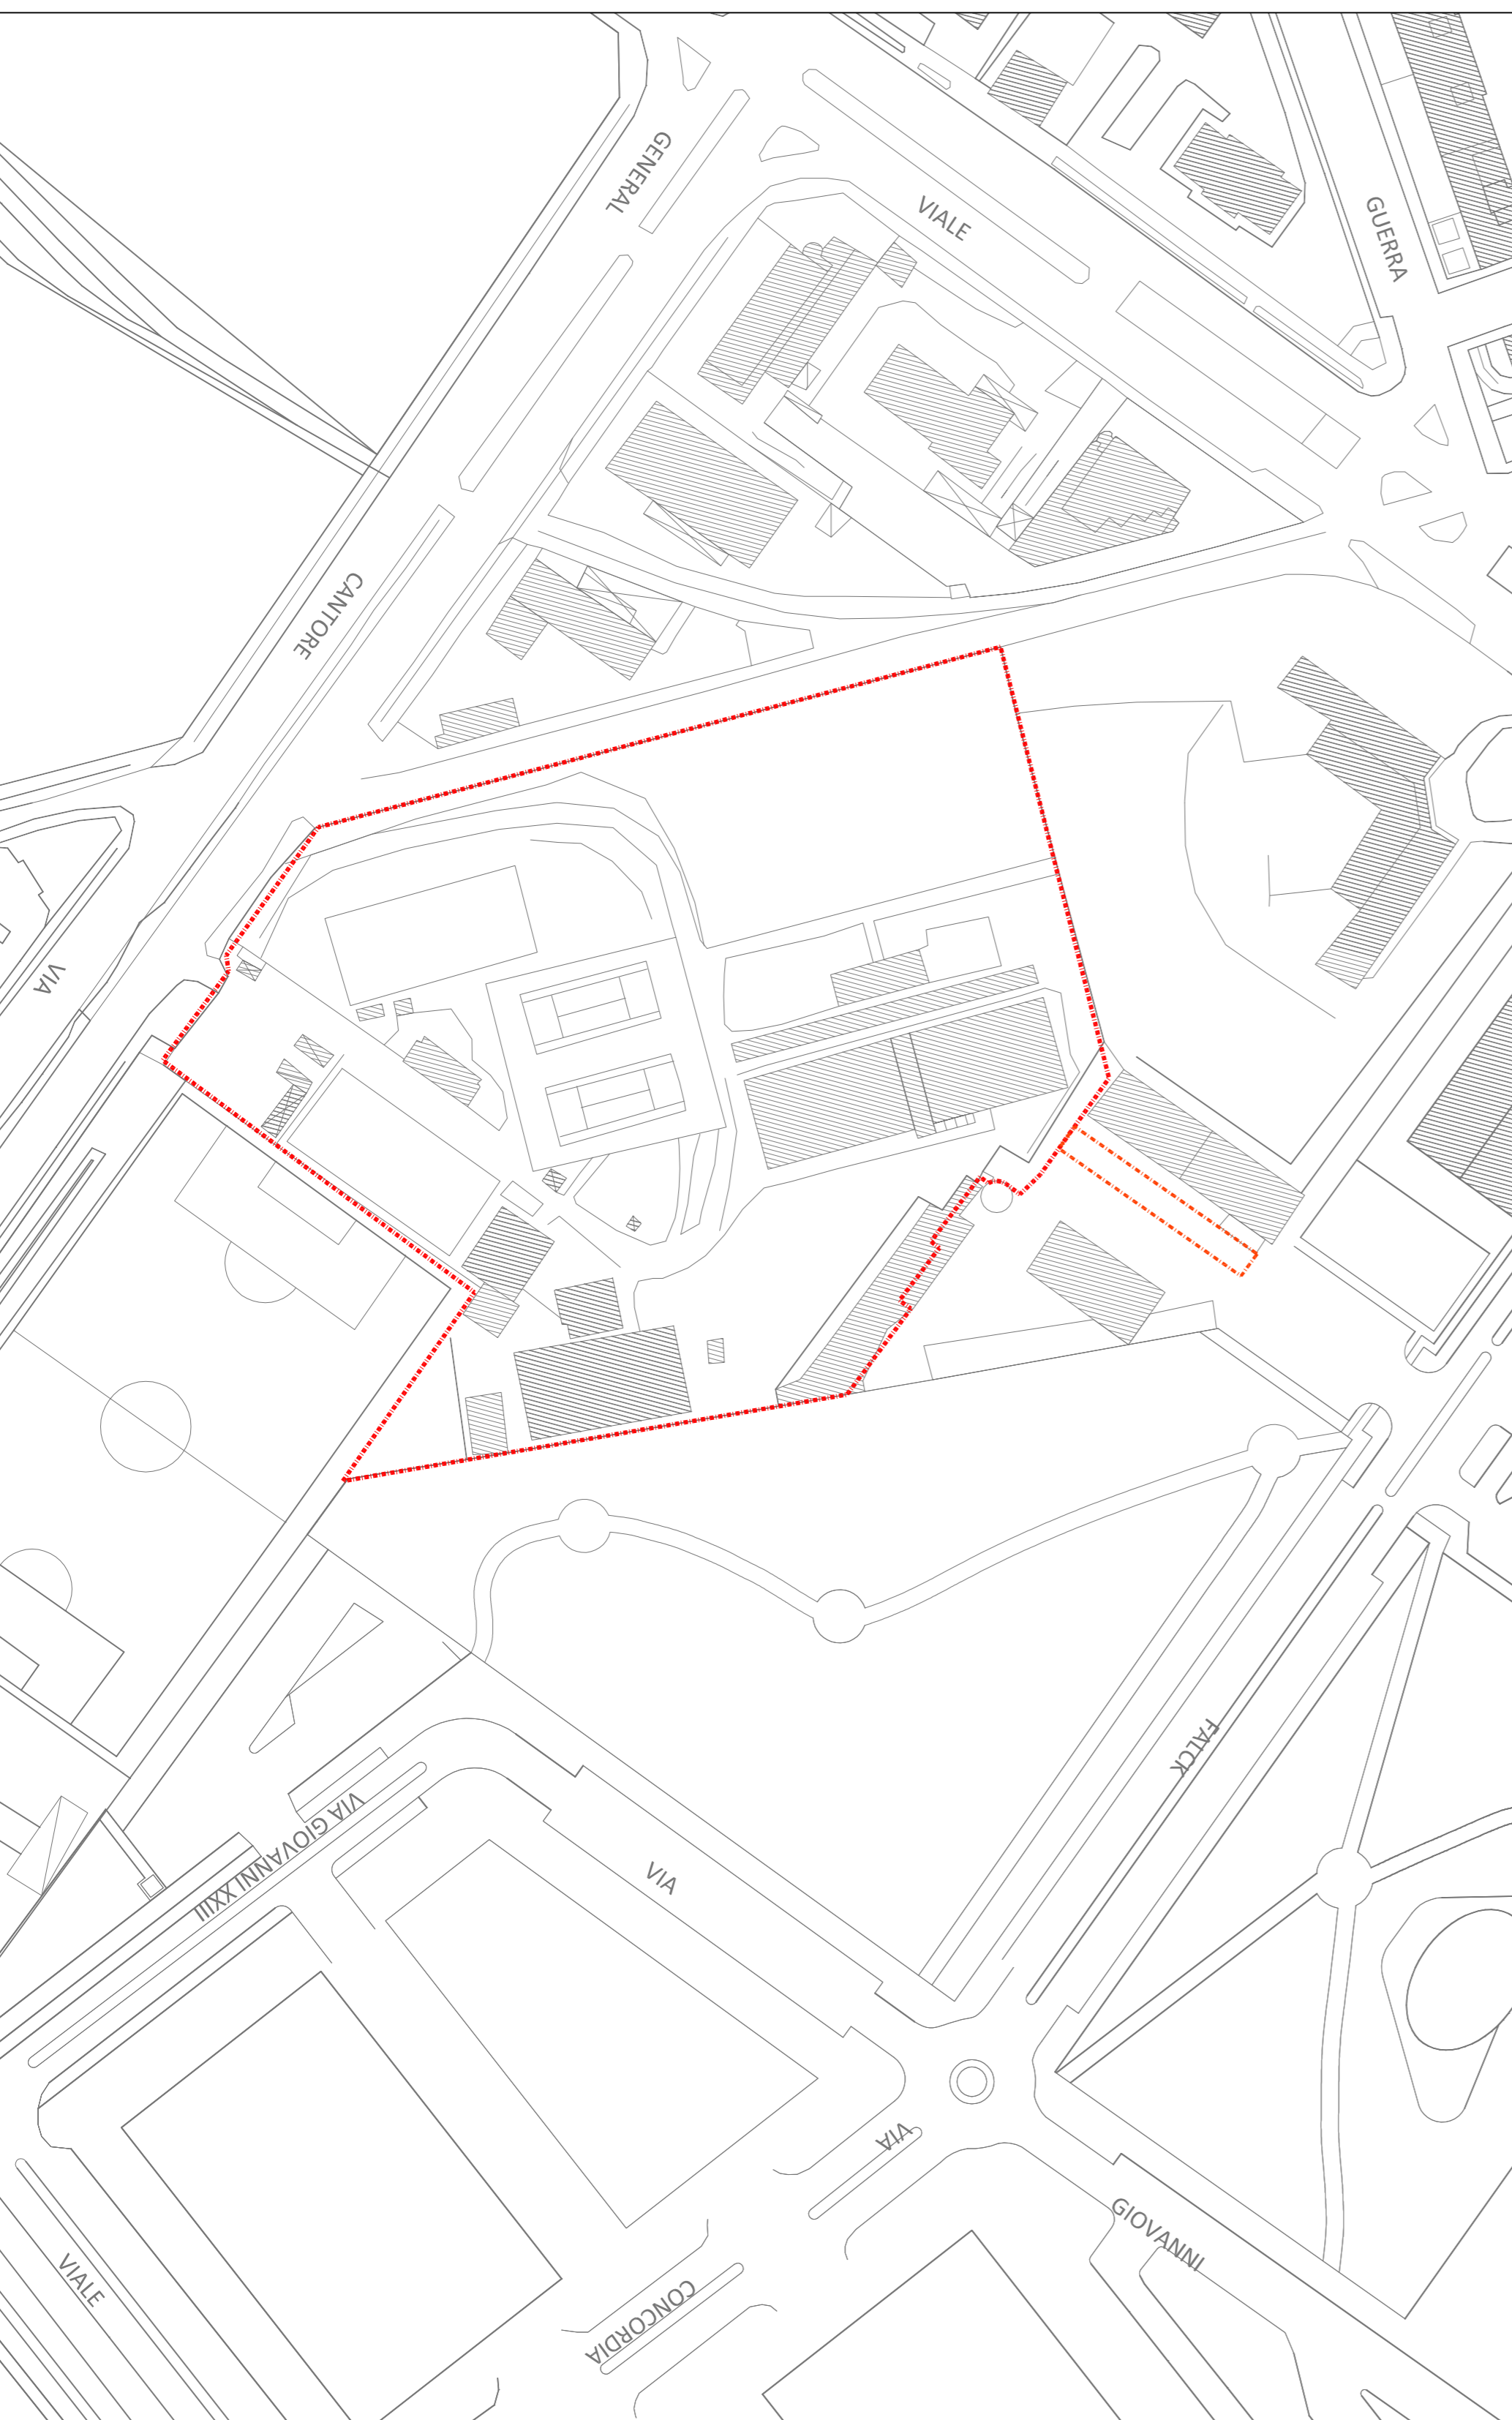 GENERAL
VIALE
GUERRA
CANTORE
VIA
FALCK
VIA GIOVANNI XXIII
VIA
VIA
GIOVANNI
VIALE
CONCORDIA